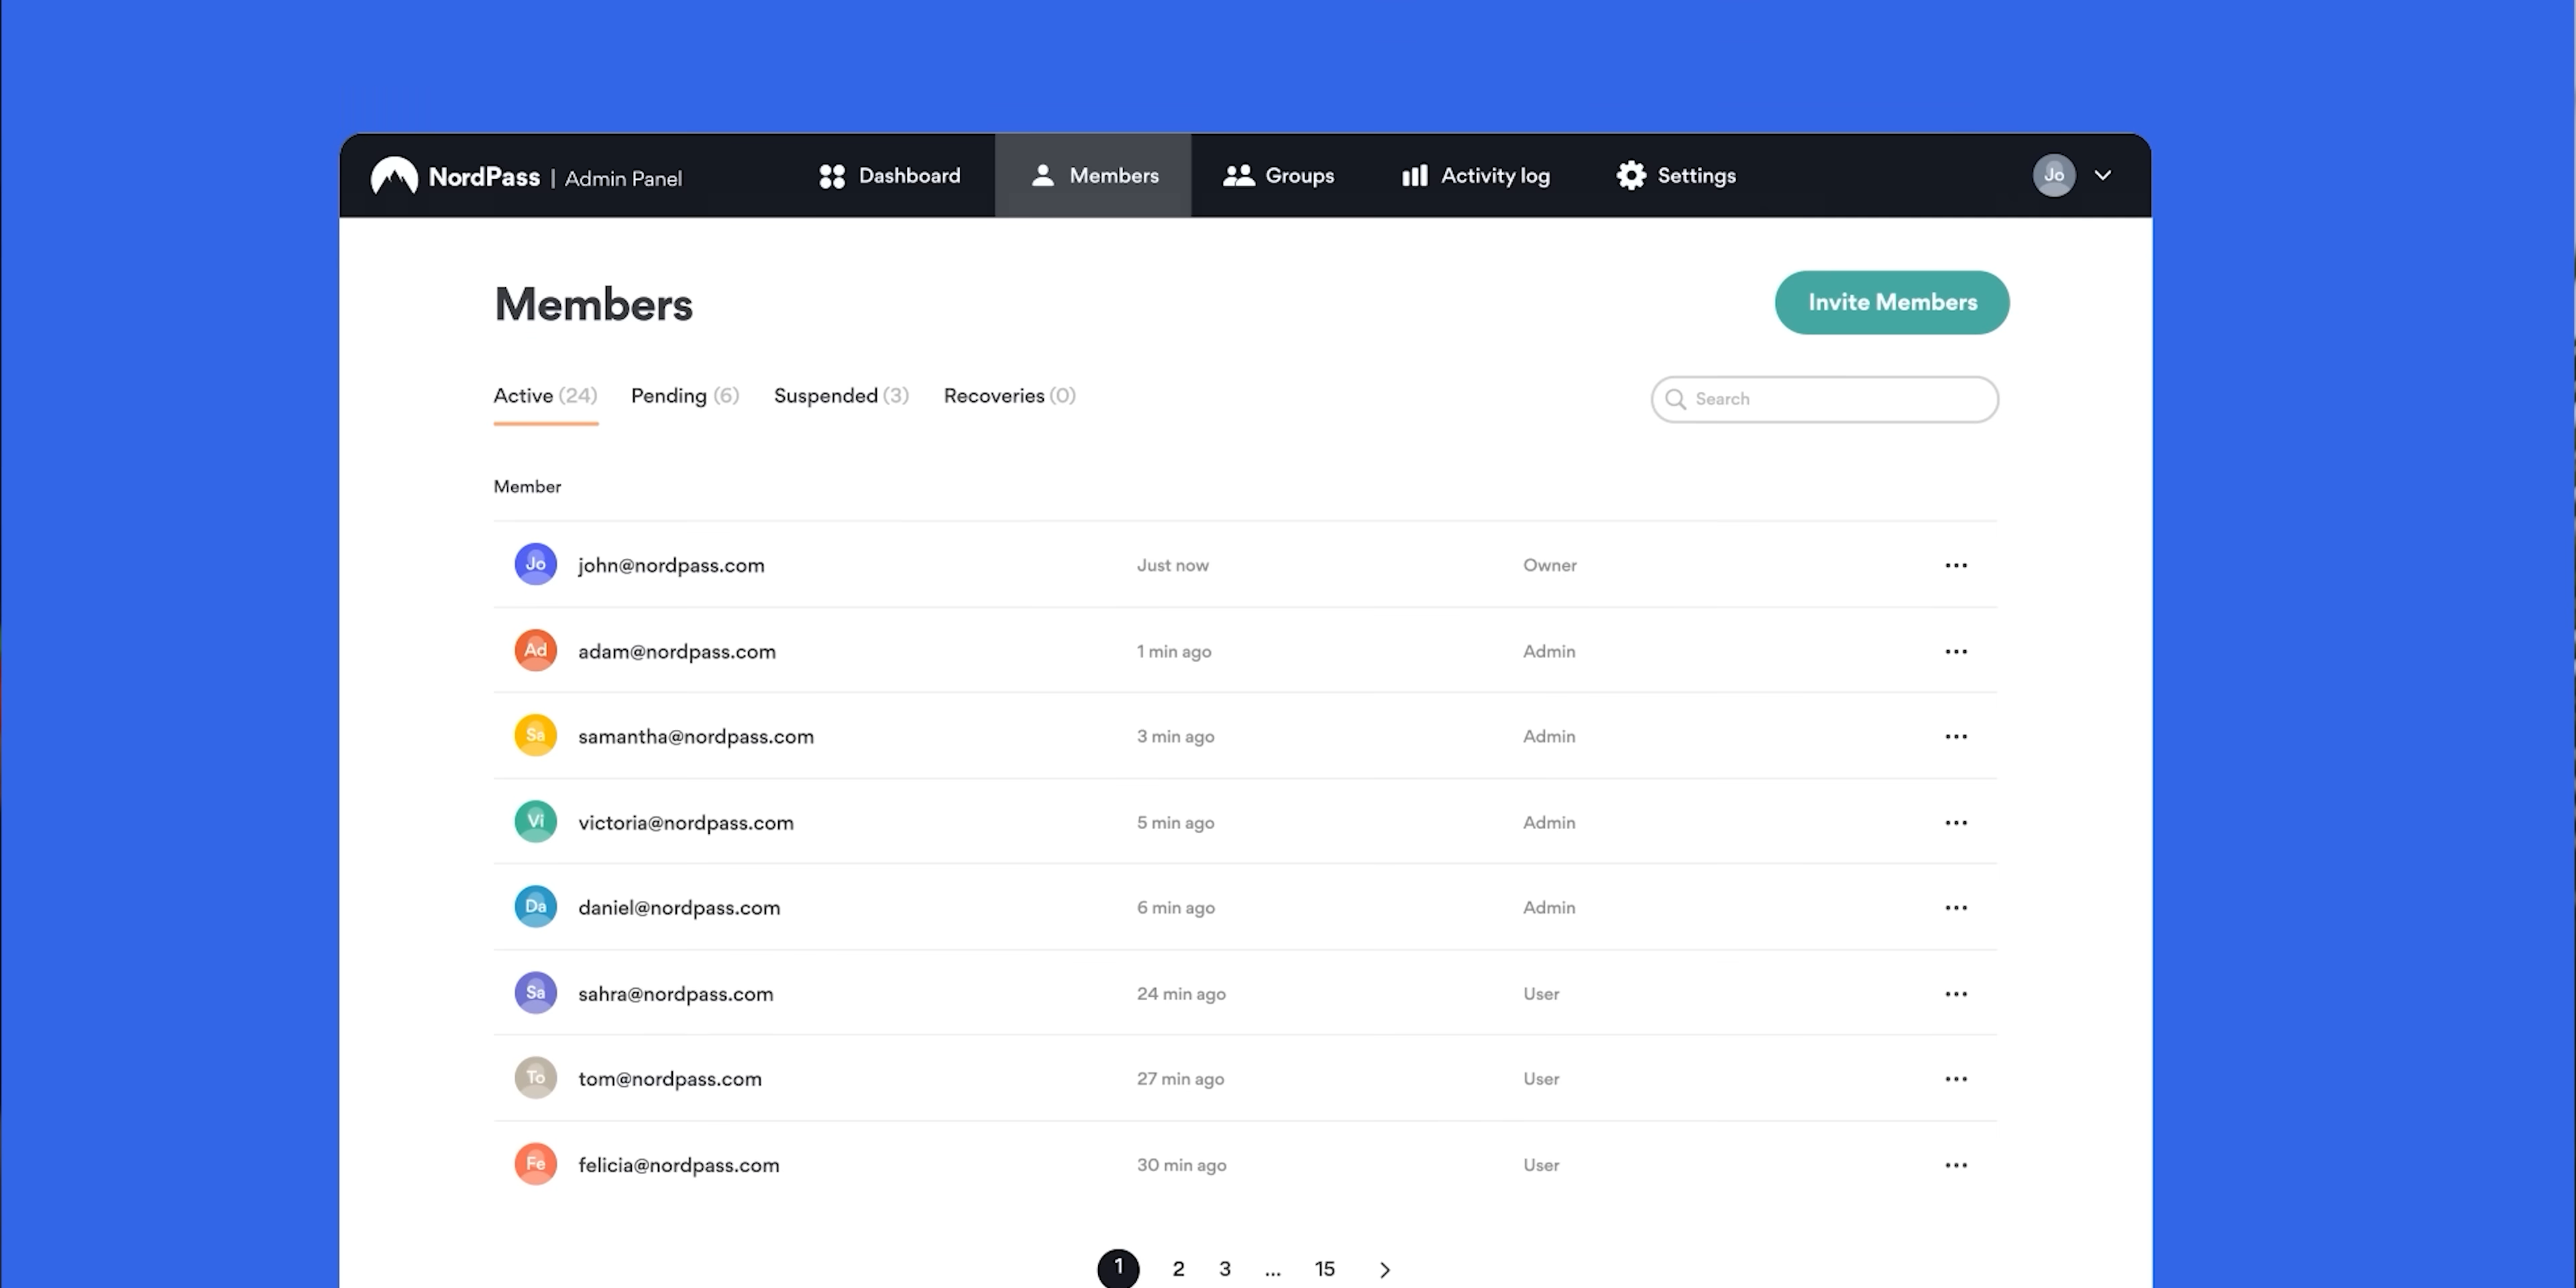 NordPass | Admin Panel Dashboard Members Groups Activity log Settings Jo
Members Invite Members
Active (24) Pending (6) Suspended (3) Recoveries (0) Search
Member
Jo john@nordpass.com Just now Owner ...
Ad adam@nordpass.com 1 min ago Admin ...
Sa samantha@nordpass.com 3 min ago Admin ...
Vi victoria@nordpass.com 5 min ago Admin ...
Da daniel@nordpass.com 6 min ago Admin ...
Sa sahra@nordpass.com 24 min ago User ...
To tom@nordpass.com 27 min ago User ...
Fe felicia@nordpass.com 30 min ago User ...
1 2 3 ... 15 >